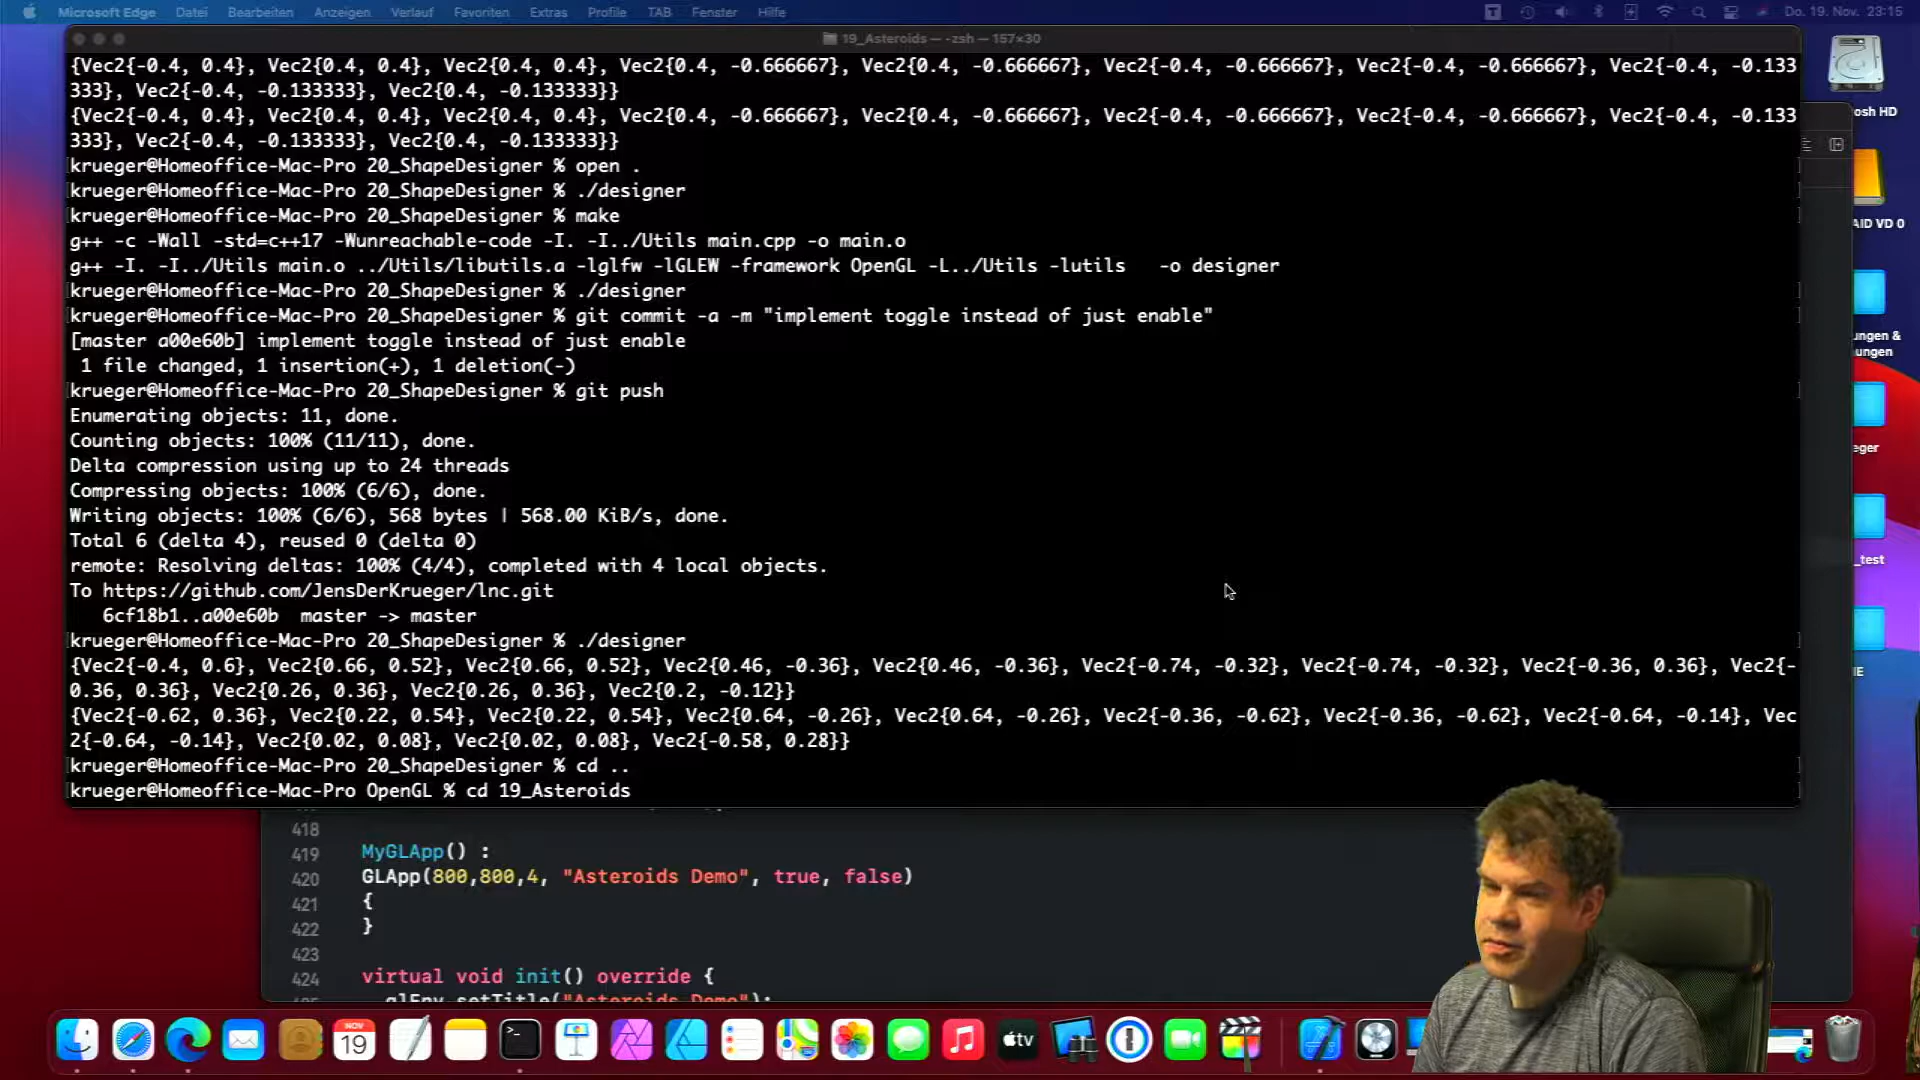 Microsoft Edge Datei Bearbeiten Anzeigen Verlauf Favoriten Extras Profile TAB Fenster Hilfe Do. 19. Nov. 23:15
19_Asteroids — -zsh — 157×30
{Vec2{-0.4, 0.4}, Vec2{0.4, 0.4}, Vec2{0.4, 0.4}, Vec2{0.4, -0.666667}, Vec2{0.4, -0.666667}, Vec2{-0.4, -0.666667}, Vec2{-0.4, -0.666667}, Vec2{-0.4, -0.133
333}, Vec2{-0.4, -0.133333}, Vec2{0.4, -0.133333}}
{Vec2{-0.4, 0.4}, Vec2{0.4, 0.4}, Vec2{0.4, 0.4}, Vec2{0.4, -0.666667}, Vec2{0.4, -0.666667}, Vec2{-0.4, -0.666667}, Vec2{-0.4, -0.666667}, Vec2{-0.4, -0.133
333}, Vec2{-0.4, -0.133333}, Vec2{0.4, -0.133333}}
krueger@Homeoffice-Mac-Pro 20_ShapeDesigner % open .
krueger@Homeoffice-Mac-Pro 20_ShapeDesigner % ./designer
krueger@Homeoffice-Mac-Pro 20_ShapeDesigner % make
g++ -c -Wall -std=c++17 -Wunreachable-code -I. -I../Utils main.cpp -o main.o
g++ -I. -I../Utils main.o ../Utils/libutils.a -lglfw -lGLEW -framework OpenGL -L../Utils -lutils   -o designer
krueger@Homeoffice-Mac-Pro 20_ShapeDesigner % ./designer
krueger@Homeoffice-Mac-Pro 20_ShapeDesigner % git commit -a -m "implement toggle instead of just enable"
[master a00e60b] implement toggle instead of just enable
1 file changed, 1 insertion(+), 1 deletion(-)
krueger@Homeoffice-Mac-Pro 20_ShapeDesigner % git push
Enumerating objects: 11, done.
Counting objects: 100% (11/11), done.
Delta compression using up to 24 threads
Compressing objects: 100% (6/6), done.
Writing objects: 100% (6/6), 568 bytes | 568.00 KiB/s, done.
Total 6 (delta 4), reused 0 (delta 0)
remote: Resolving deltas: 100% (4/4), completed with 4 local objects.
To https://github.com/JensDerKrueger/lnc.git
6cf18b1..a00e60b  master -> master
krueger@Homeoffice-Mac-Pro 20_ShapeDesigner % ./designer
{Vec2{-0.4, 0.6}, Vec2{0.66, 0.52}, Vec2{0.66, 0.52}, Vec2{0.46, -0.36}, Vec2{0.46, -0.36}, Vec2{-0.74, -0.32}, Vec2{-0.74, -0.32}, Vec2{-0.36, 0.36}, Vec2{-
0.36, 0.36}, Vec2{0.26, 0.36}, Vec2{0.26, 0.36}, Vec2{0.2, -0.12}}
{Vec2{-0.62, 0.36}, Vec2{0.22, 0.54}, Vec2{0.22, 0.54}, Vec2{0.64, -0.26}, Vec2{0.64, -0.26}, Vec2{-0.36, -0.62}, Vec2{-0.36, -0.62}, Vec2{-0.64, -0.14}, Vec
2{-0.64, -0.14}, Vec2{0.02, 0.08}, Vec2{0.02, 0.08}, Vec2{-0.58, 0.28}}
krueger@Homeoffice-Mac-Pro 20_ShapeDesigner % cd ..
krueger@Homeoffice-Mac-Pro OpenGL % cd 19_Asteroids
418
419 MyGLApp() :
420 GLApp(800,800,4, "Asteroids Demo", true, false)
421 {
422 }
423
424 virtual void init() override {
glEnv.setTitle("Asteroids Demo");
osh HD
AID VD 0
ungen &
ungen
eger
_test
NOV
19
tv